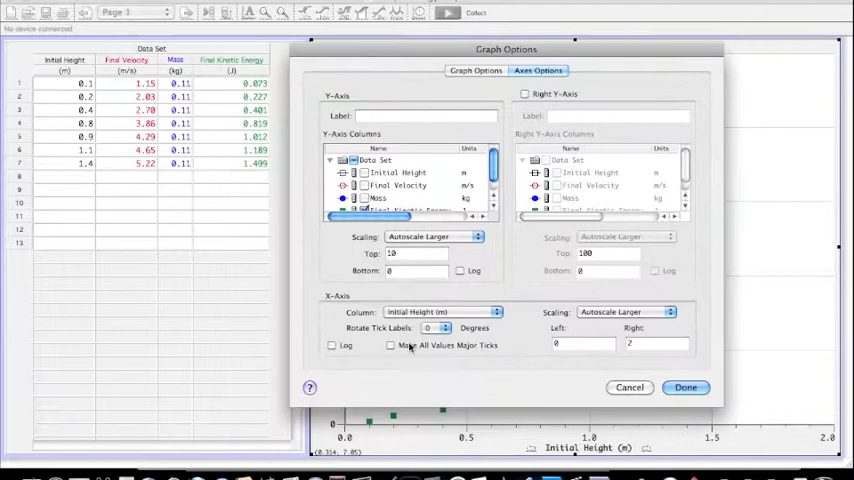 Page 3
Collect
No device connected.
Data Set
Initial Height Final Velocity Mass Final Kinetic Energy
(m) (m/s) (kg) (J)
1 0.1 1.15 0.11 0.073
2 0.2 2.03 0.11 0.227
3 0.4 2.70 0.11 0.401
4 0.8 3.86 0.11 0.819
5 0.9 4.29 0.11 1.012
6 1.1 4.65 0.11 1.189
7 1.4 5.22 0.11 1.499
8
9
10
11
12
13
Graph Options
Graph Options Axes Options
Y-Axis
Right Y-Axis
Label:
Label:
Y-Axis Columns
Right Y-Axis Columns
Name Units
Name Units
Data Set
Data Set
Initial Height m
Initial Height m
Final Velocity m/s
Final Velocity m/s
Mass kg
Mass kg
Final Kinetic Energy J
Scaling: Autoscale Larger
Scaling: Autoscale Larger
Top: 10
Top: 100
Bottom: 0 Log
Bottom: 0 Log
X-Axis
Column: Initial Height (m)
Scaling: Autoscale Larger
Rotate Tick Labels: 0 Degrees
Left: Right:
Log Make All Values Major Ticks
0 2
? Cancel Done
0
0.0 0.5 1.0 1.5 2.0
Initial Height (m)
(0.314, 7.05)